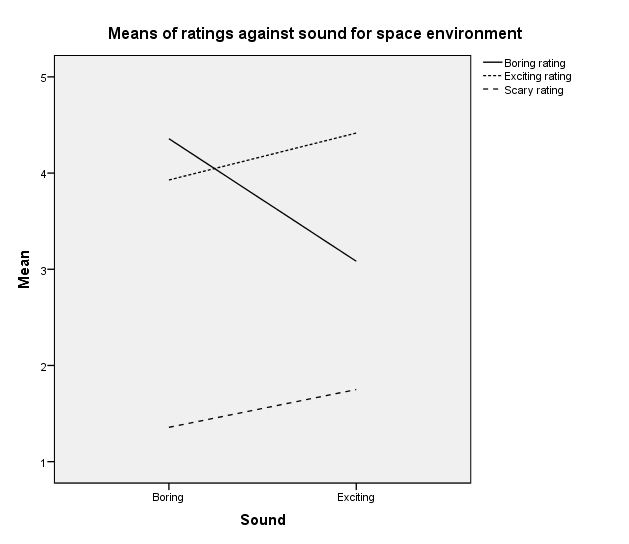 Means of ratings against sound for space environment
Boring rating
Exciting rating
Scary rating
5
4
3
2
1
Mean
Boring
Exciting
Sound